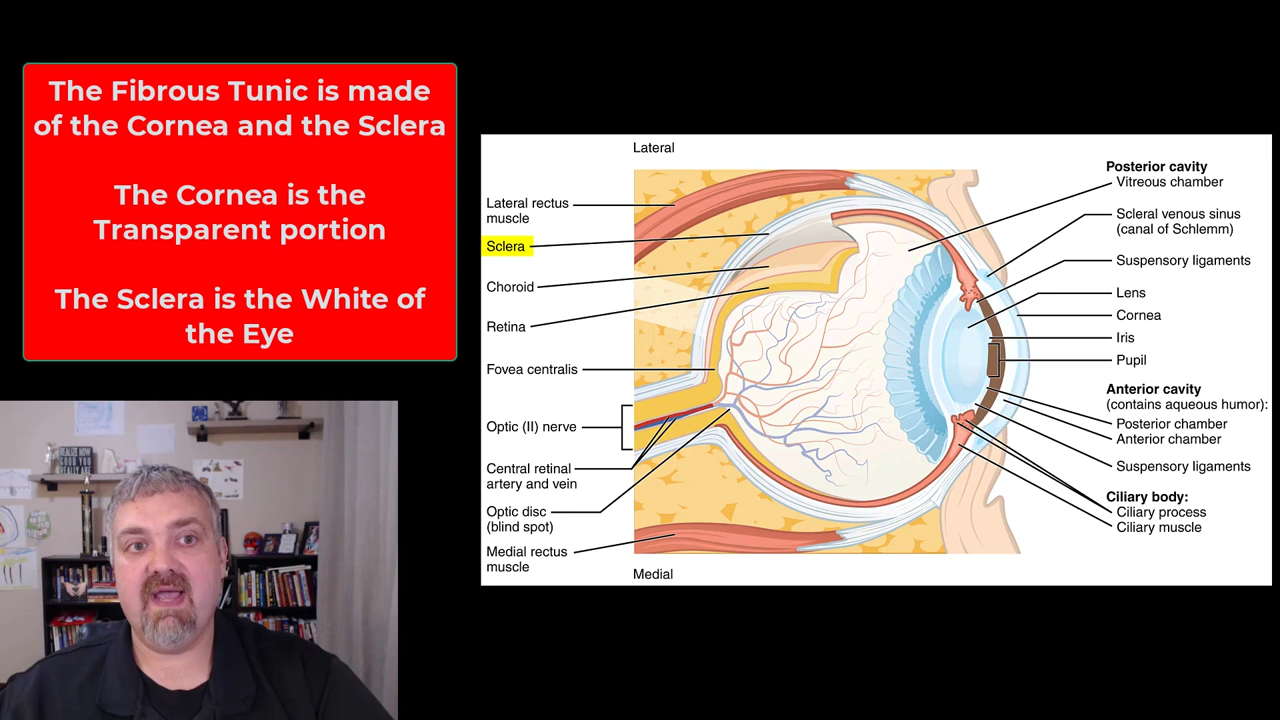 The Fibrous Tunic is made
of the Cornea and the Sclera
The Cornea is the
Transparent portion
The Sclera is the White of
the Eye
Lateral
Lateral rectus
muscle
Sclera
Choroid
Retina
Fovea centralis
Optic (II) nerve
Central retinal
artery and vein
Optic disc
(blind spot)
Medial rectus
muscle
Medial
Posterior cavity
Vitreous chamber
Scleral venous sinus
(canal of Schlemm)
Suspensory ligaments
Lens
Cornea
Iris
Pupil
Anterior cavity
(contains aqueous humor):
Posterior chamber
Anterior chamber
Suspensory ligaments
Ciliary body:
Ciliary process
Ciliary muscle